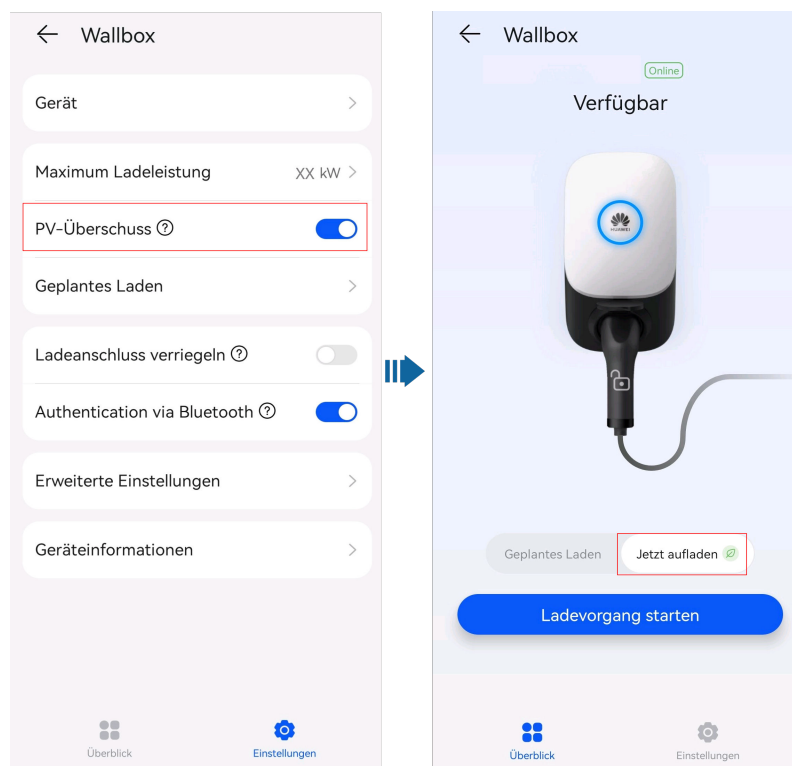 Wallbox
Gerät
Maximum Ladeleistung XX kW
PV-Überschuss
Geplantes Laden
Ladeanschluss verriegeln
Authentication via Bluetooth
Erweiterte Einstellungen
Geräteinformationen
Überblick Einstellungen
Wallbox
Online
Verfügbar
HUAWEI
Geplantes Laden Jetzt aufladen
Ladevorgang starten
Überblick Einstellungen